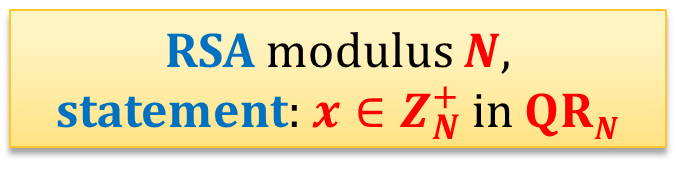 RSA modulus N,
statement: x ∈ Z_N^+ in QR_N